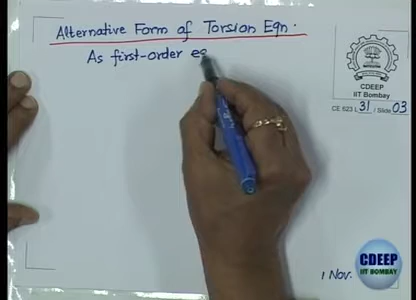 Alternative Form of Torsion Eqn.
As first-order eq
CDEEP
IIT Bombay
CE 623 L 31 / Slide 03
1 Nov.
CDEEP
IIT BOMBAY